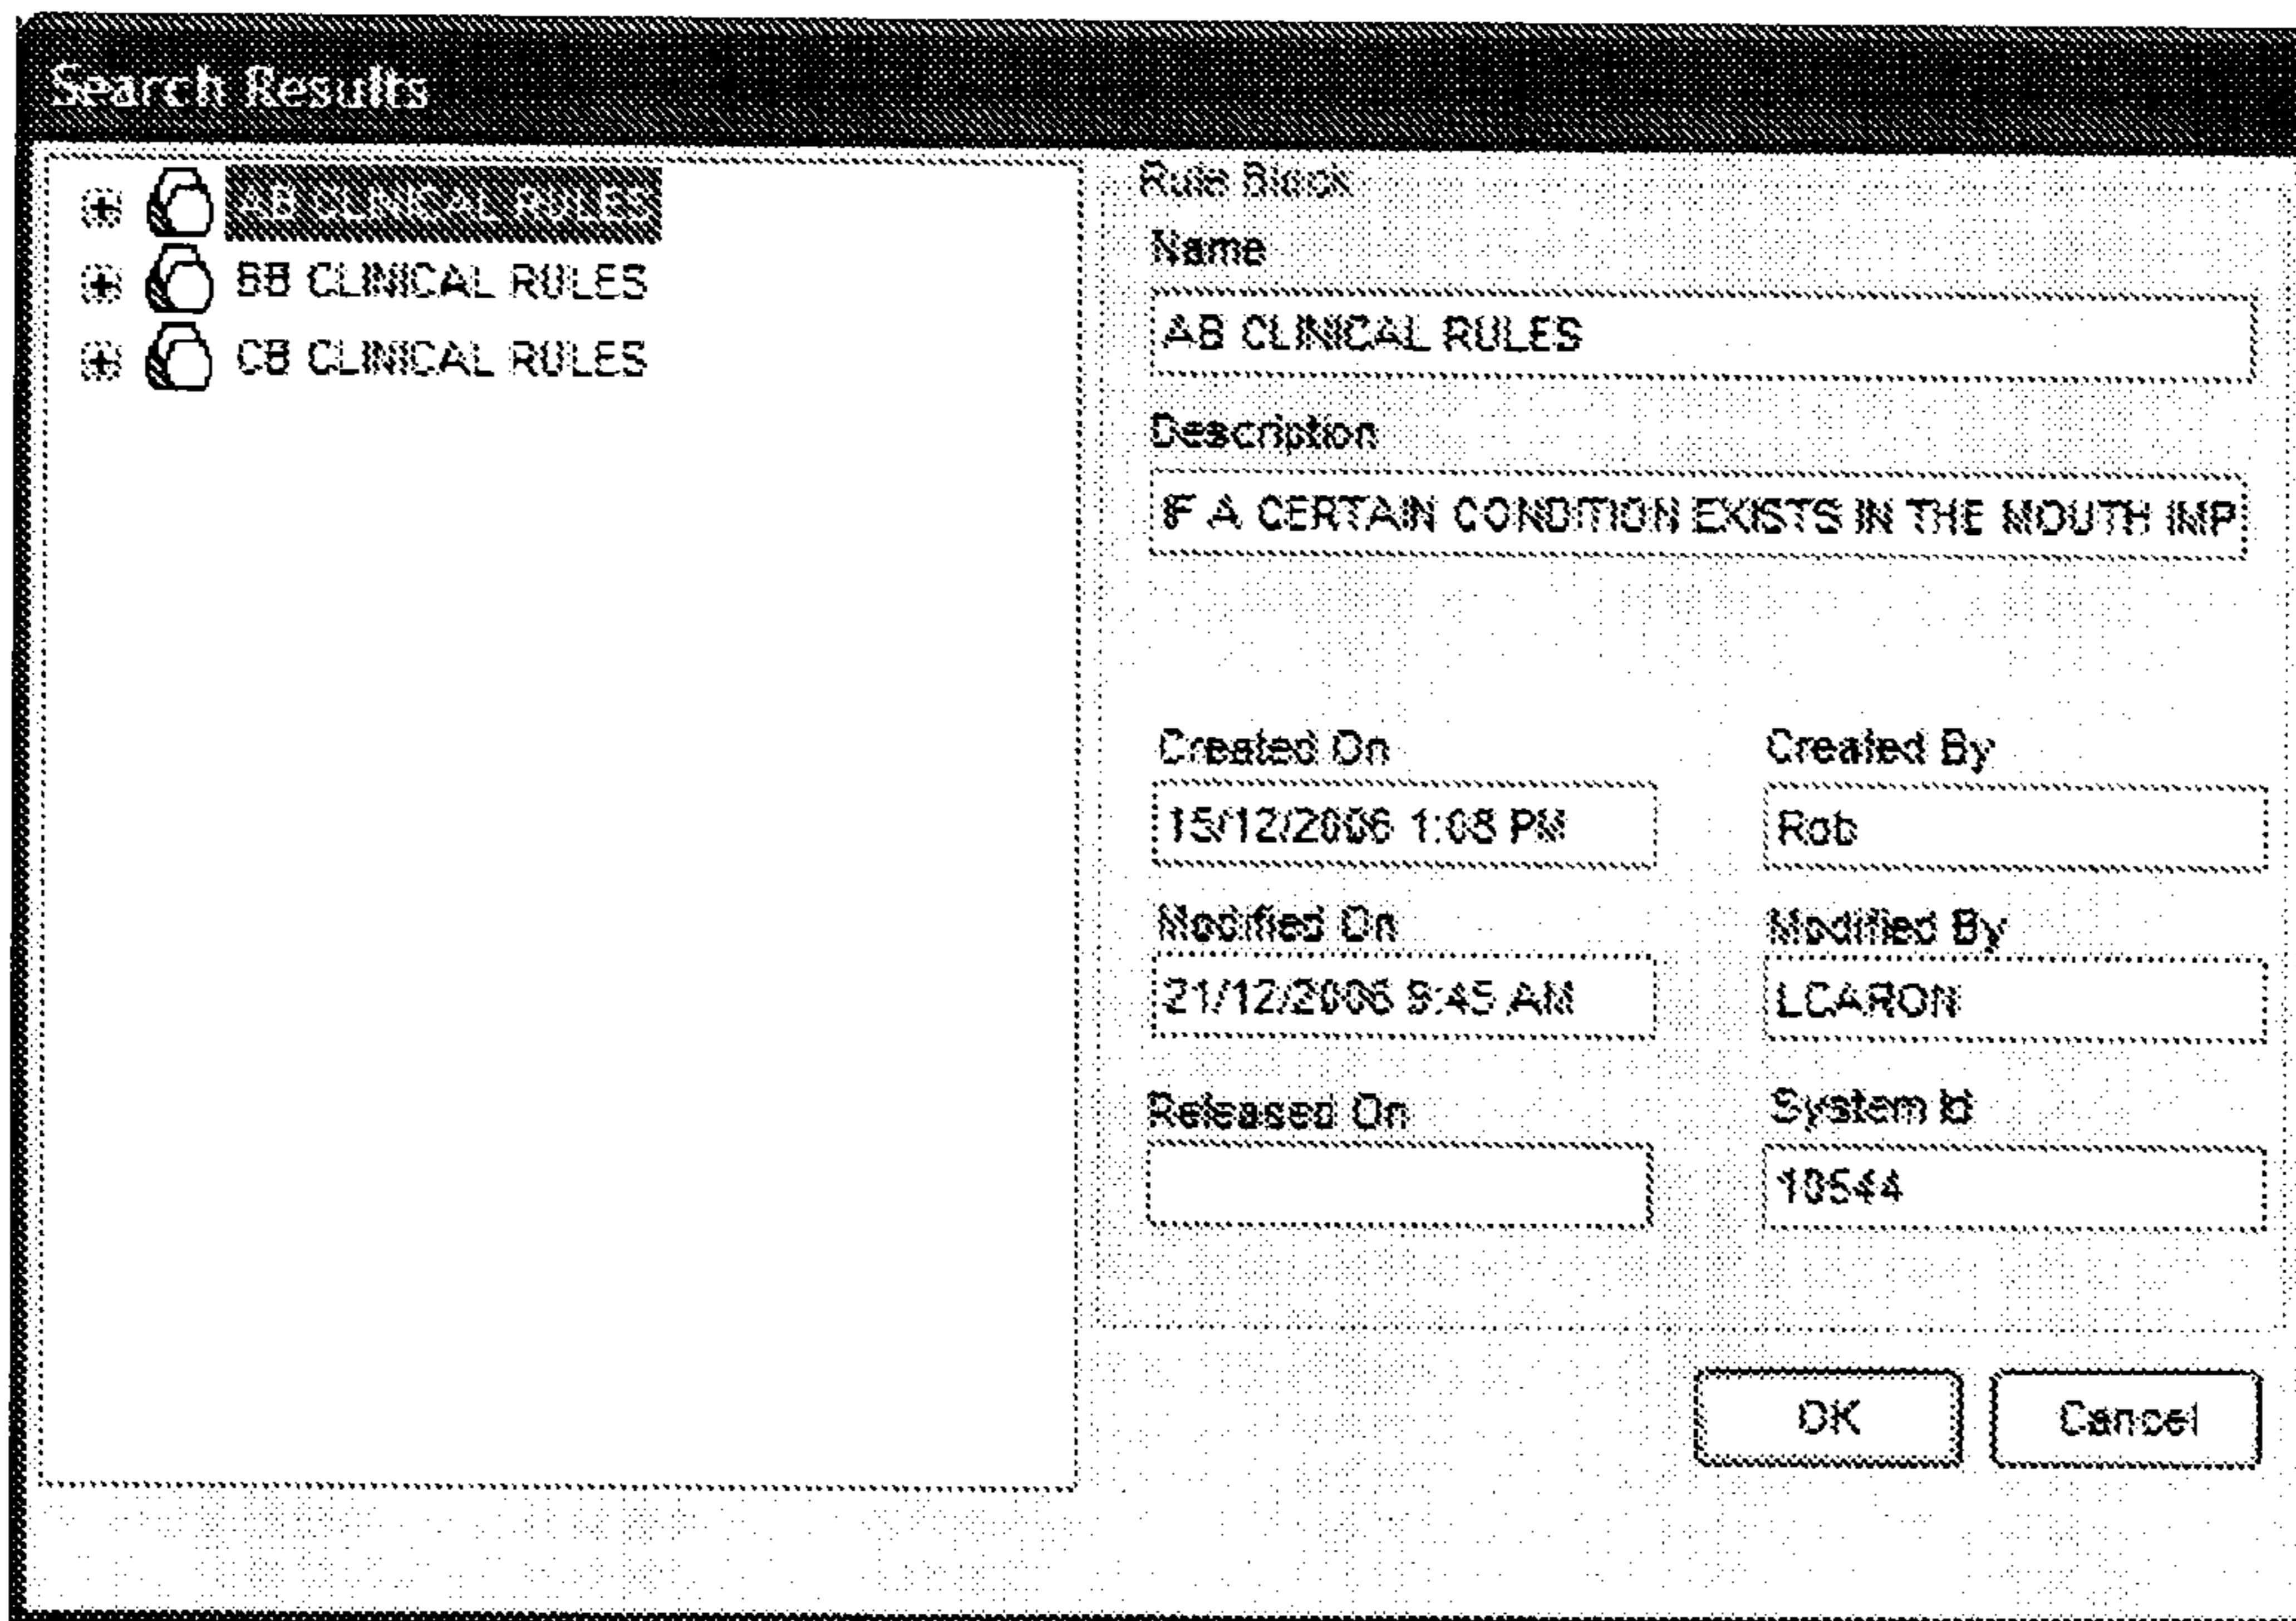 Search Results
AB CLINICAL RULES
BB CLINICAL RULES
CB CLINICAL RULES
Rule Block
Name
AB CLINICAL RULES
Description
IF A CERTAIN CONDITION EXISTS IN THE MOUTH IMP
Created On
Created By
15/12/2006 1:08 PM
Rob
Modified On
Modified By
21/12/2006 9:45 AM
LCARON
Released On
System Id
10544
OK
Cancel